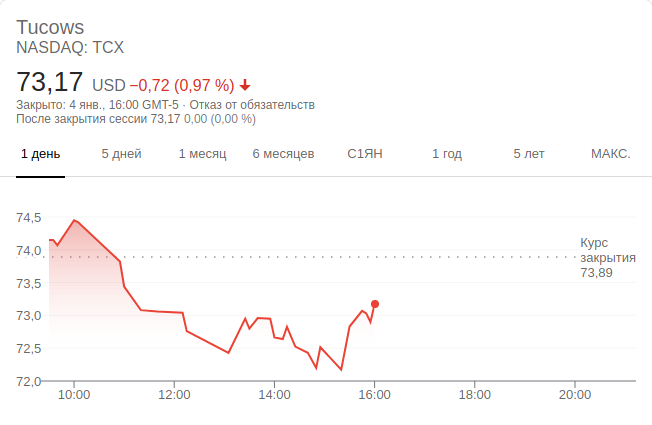 Tucows
NASDAQ: TCX
73,17 USD −0,72 (0,97 %)
Закрыто: 4 янв., 16:00 GMT-5 · Отказ от обязательств
После закрытия сессии 73,17 0,00 (0,00 %)
1 день 5 дней 1 месяц 6 месяцев С1ЯН 1 год 5 лет МАКС.
74,5
74,0
73,5
73,0
72,5
72,0
Курс
закрытия
73,89
10:00 12:00 14:00 16:00 18:00 20:00